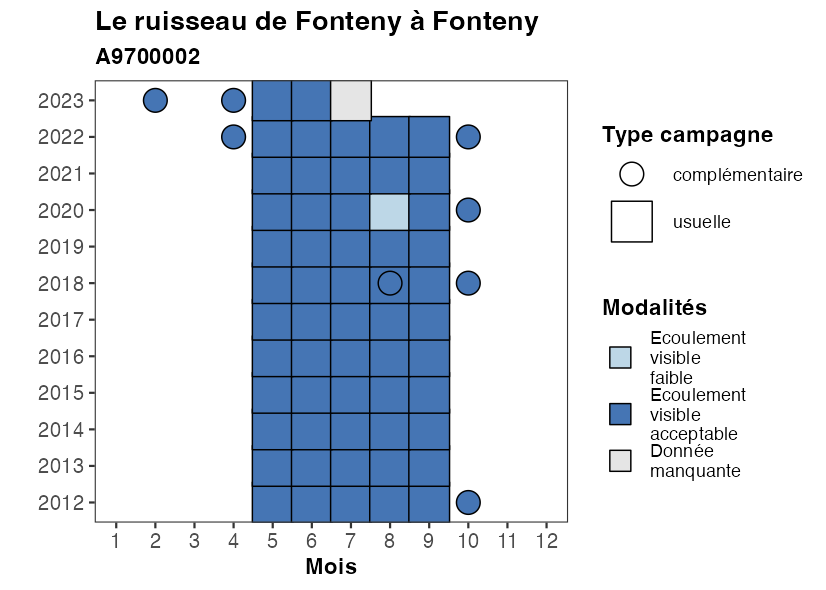 Le ruisseau de Fonteny à Fonteny
A9700002
2023
2022
2021
2020
2019
2018
2017
2016
2015
2014
2013
2012
1 2 3 4 5 6 7 8 9 10 11 12
Mois
Type campagne
complémentaire
usuelle
Modalités
Ecoulement
visible
faible
Ecoulement
visible
acceptable
Donnée
manquante